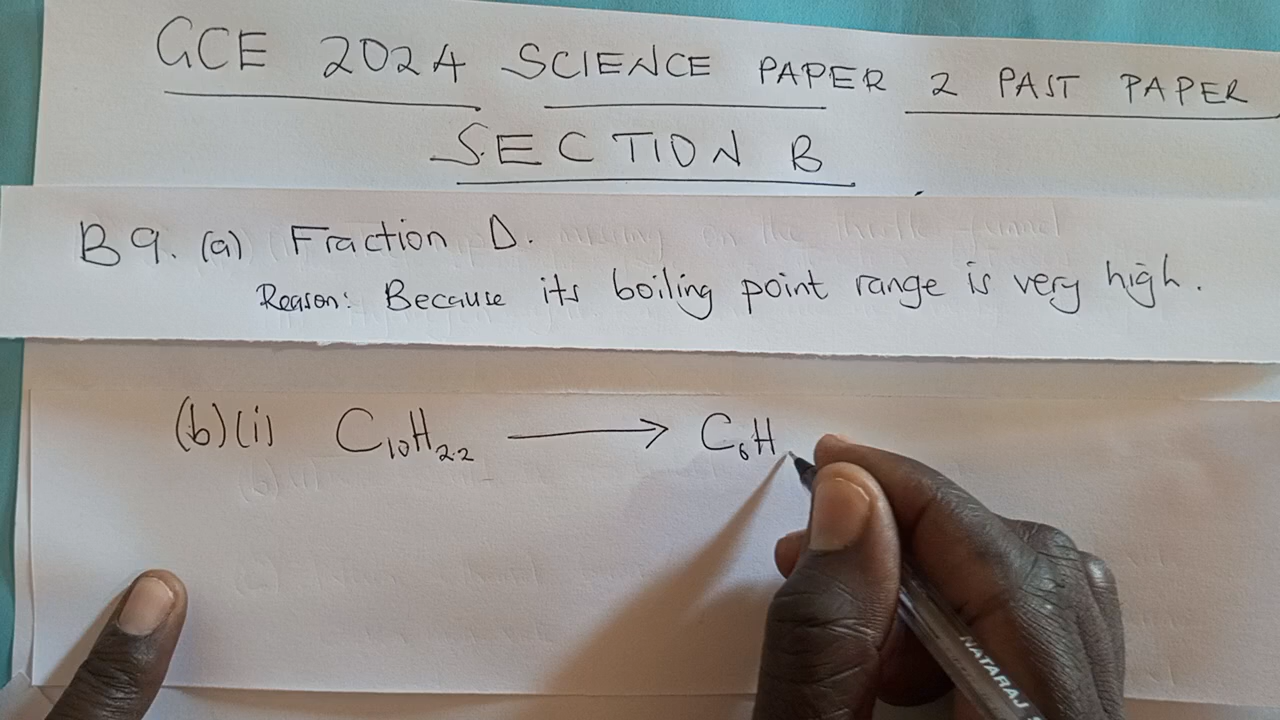 GCE 2024 SCIENCE PAPER 2 PAST PAPER
SECTION B
B9. (a) Fraction D.
Reason: Because its boiling point range is very high.
(b)(i) C₁₀H₂₂ ⟶ C₆H
NATARAJ